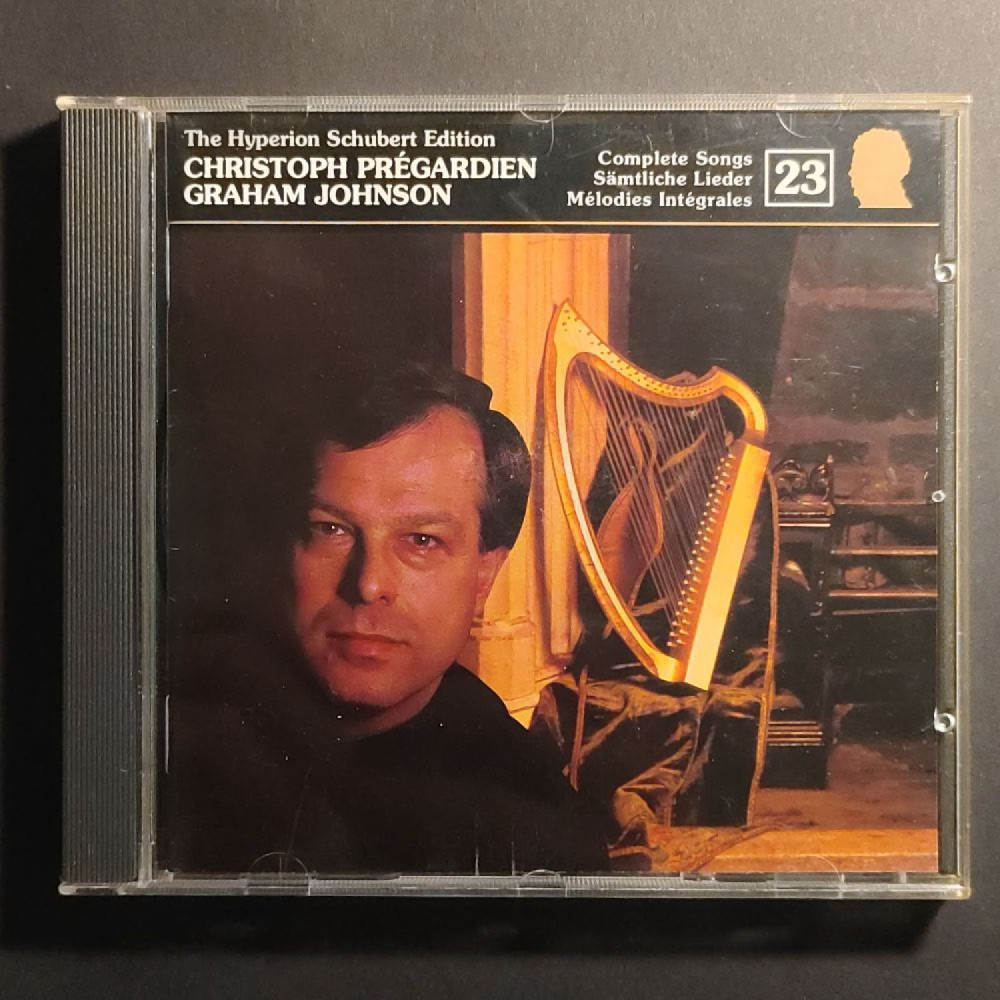 The Hyperion Schubert Edition
CHRISTOPH PRÉGARDIEN
GRAHAM JOHNSON
Complete Songs
Sämtliche Lieder
Mélodies Intégrales
23